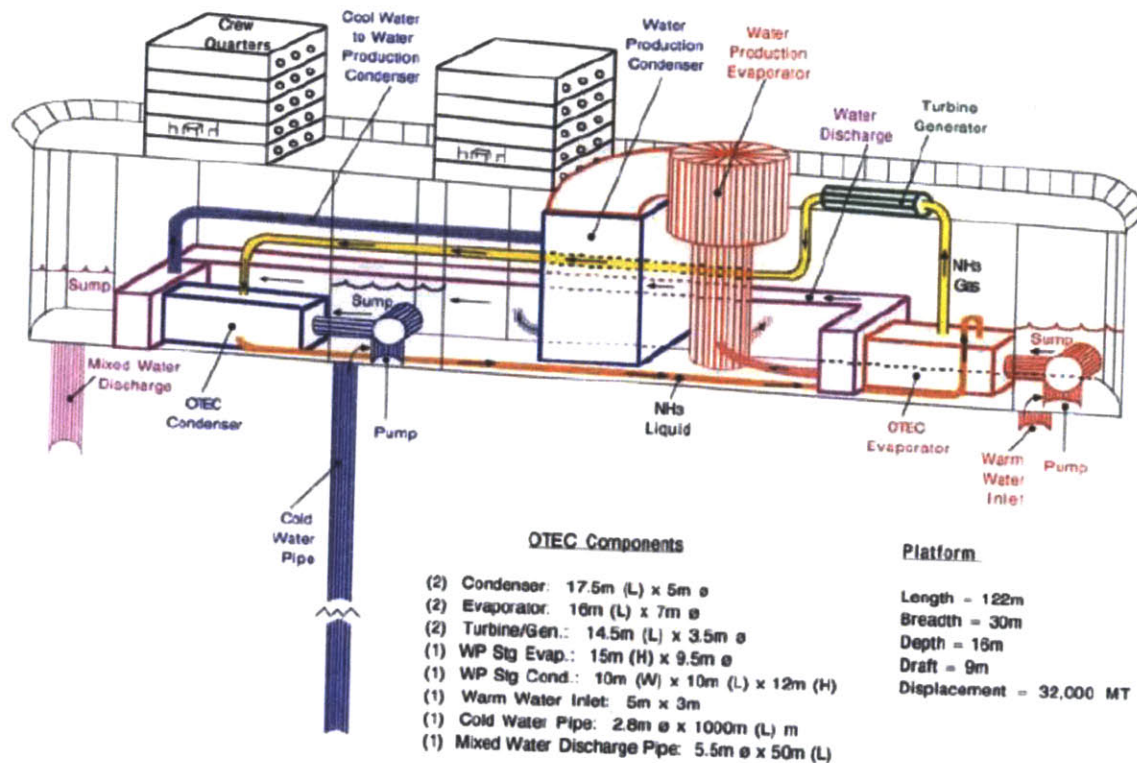 Crew
Quarters
Cool Water
to Water
Production
Condenser
Water
Production
Condenser
Water
Production
Evaporator
Water
Discharge
Turbine
Generator
NH3
Gas
Sump
Sump
Sump
Mixed Water
Discharge
OTEC
Condenser
Pump
NH3
Liquid
OTEC
Evaporator
Warm
Water
Inlet
Pump
Cold
Water
Pipe
OTEC Components
(2) Condenser: 17.5m (L) x 5m ø
(2) Evaporator: 16m (L) x 7m ø
(2) Turbine/Gen.: 14.5m (L) x 3.5m ø
(1) WP Stg Evap.: 15m (H) x 9.5m ø
(1) WP Stg Cond.: 10m (W) x 10m (L) x 12m (H)
(1) Warm Water Inlet: 5m x 3m
(1) Cold Water Pipe: 2.8m ø x 1000m (L) m
(1) Mixed Water Discharge Pipe: 5.5m ø x 50m (L)
Platform
Length = 122m
Breadth = 30m
Depth = 16m
Draft = 9m
Displacement = 32,000 MT